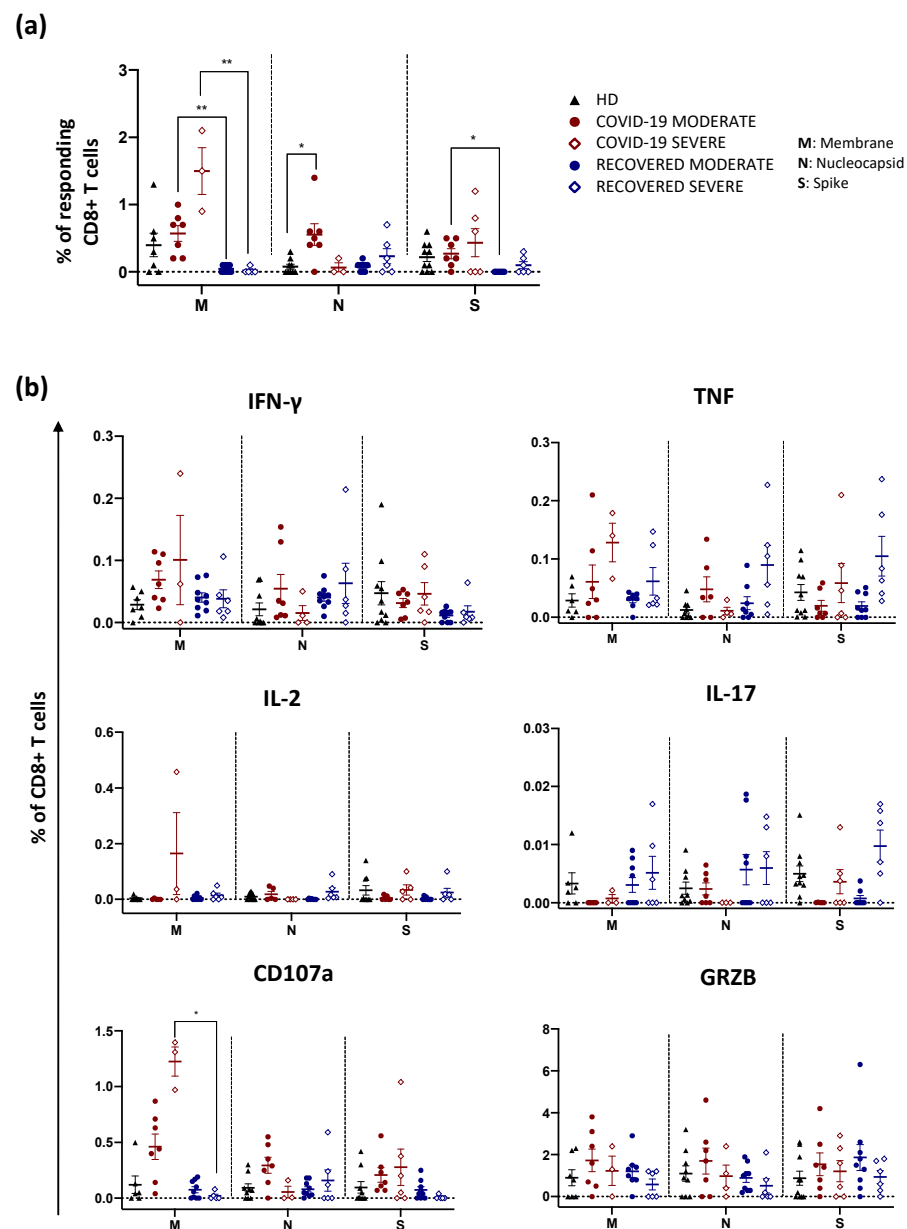 (a)
% of responding
CD8+ T cells
3
2
1
0
**
**
*
*
M
N
S
HD
COVID-19 MODERATE
COVID-19 SEVERE
RECOVERED MODERATE
RECOVERED SEVERE
M: Membrane
N: Nucleocapsid
S: Spike
(b)
% of CD8+ T cells
IFN-γ
0.3
0.2
0.1
0.0
M
N
S
TNF
0.3
0.2
0.1
0.0
M
N
S
IL-2
0.6
0.4
0.2
0.0
M
N
S
IL-17
0.03
0.02
0.01
0.00
M
N
S
CD107a
1.5
1.0
0.5
0.0
*
M
N
S
GRZB
8
6
4
2
0
M
N
S